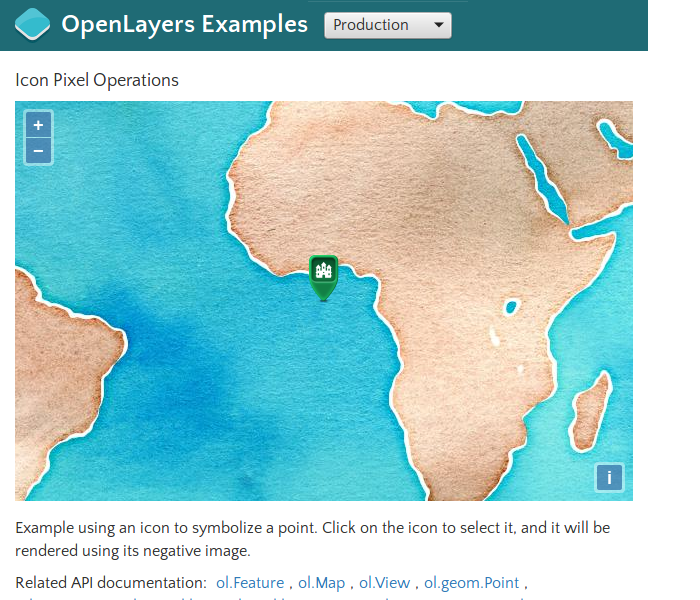 OpenLayers Examples
Production
Icon Pixel Operations
+
−
i
Example using an icon to symbolize a point. Click on the icon to select it, and it will be
rendered using its negative image.
Related API documentation: ol.Feature , ol.Map , ol.View , ol.geom.Point ,